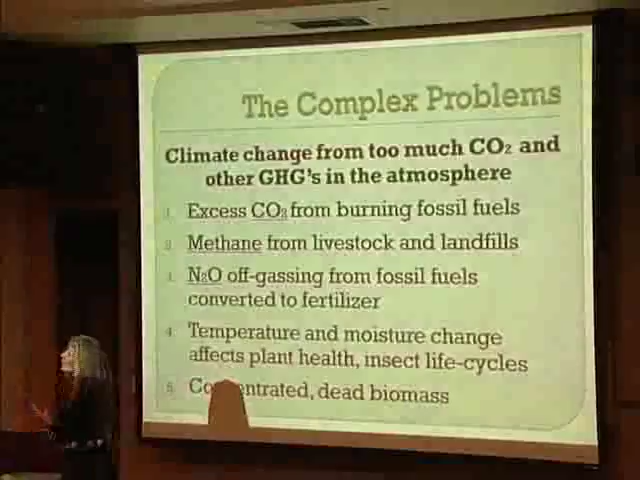 The Complex Problems
Climate change from too much CO₂ and
other GHG's in the atmosphere
1. Excess CO₂ from burning fossil fuels
2. Methane from livestock and landfills
3. N₂O off-gassing from fossil fuels
converted to fertilizer
4. Temperature and moisture change
affects plant health, insect life-cycles
5. dead biomass